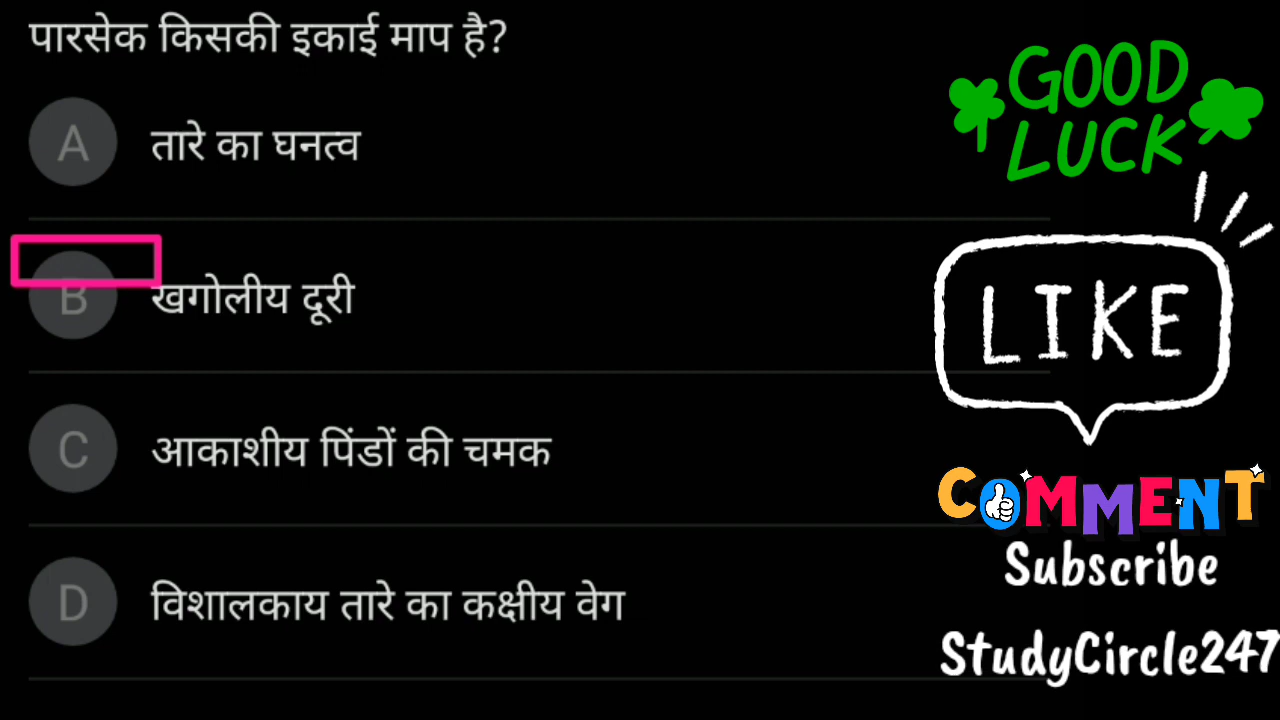 पारसेक किसकी इकाई माप है?
A तारे का घनत्व
B खगोलीय दूरी
C आकाशीय पिंडों की चमक
D विशालकाय तारे का कक्षीय वेग
GOOD
LUCK
LIKE
COMMENT
Subscribe
StudyCircle247